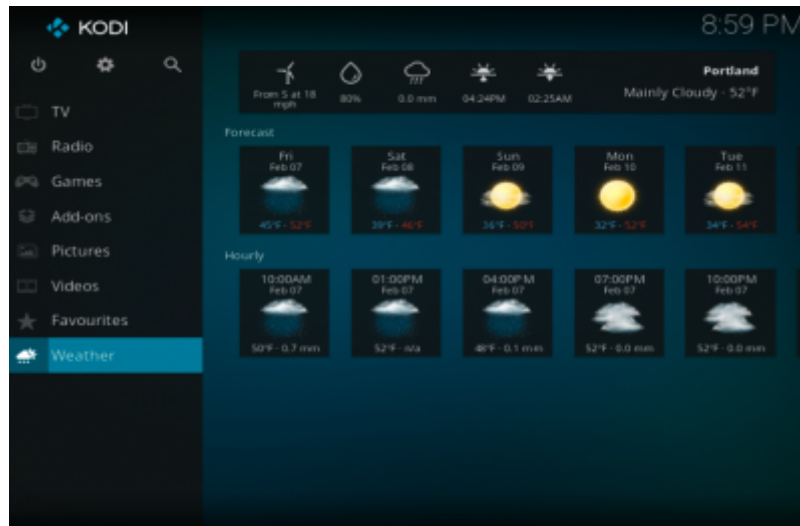 KODI
8:59 PM
From S at 18
mph
80%
0.0 mm
04:24PM
02:25AM
Portland
Mainly Cloudy · 52°F
TV
Radio
Games
Add-ons
Pictures
Videos
Favourites
Weather
Forecast
Fri
Feb 07
45°F - 52°F
Sat
Feb 08
39°F - 46°F
Sun
Feb 09
36°F - 50°F
Mon
Feb 10
32°F - 52°F
Tue
Feb 11
34°F - 54°F
Hourly
10:00AM
Feb 07
50°F · 0.7 mm
01:00PM
Feb 07
52°F · n/a
04:00PM
Feb 07
48°F · 0.1 mm
07:00PM
Feb 07
52°F · 0.0 mm
10:00PM
Feb 07
52°F · 0.0 mm